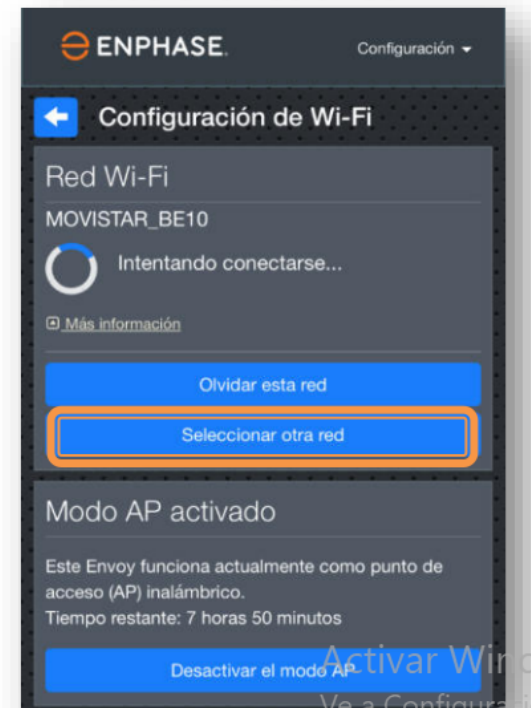 ENPHASE.
Configuración
Configuración de Wi-Fi
Red Wi-Fi
MOVISTAR_BE10
Intentando conectarse...
Más información
Olvidar esta red
Seleccionar otra red
Modo AP activado
Este Envoy funciona actualmente como punto de
acceso (AP) inalámbrico.
Tiempo restante: 7 horas 50 minutos
Desactivar el modo AP
Activar Win
Ve a Configura